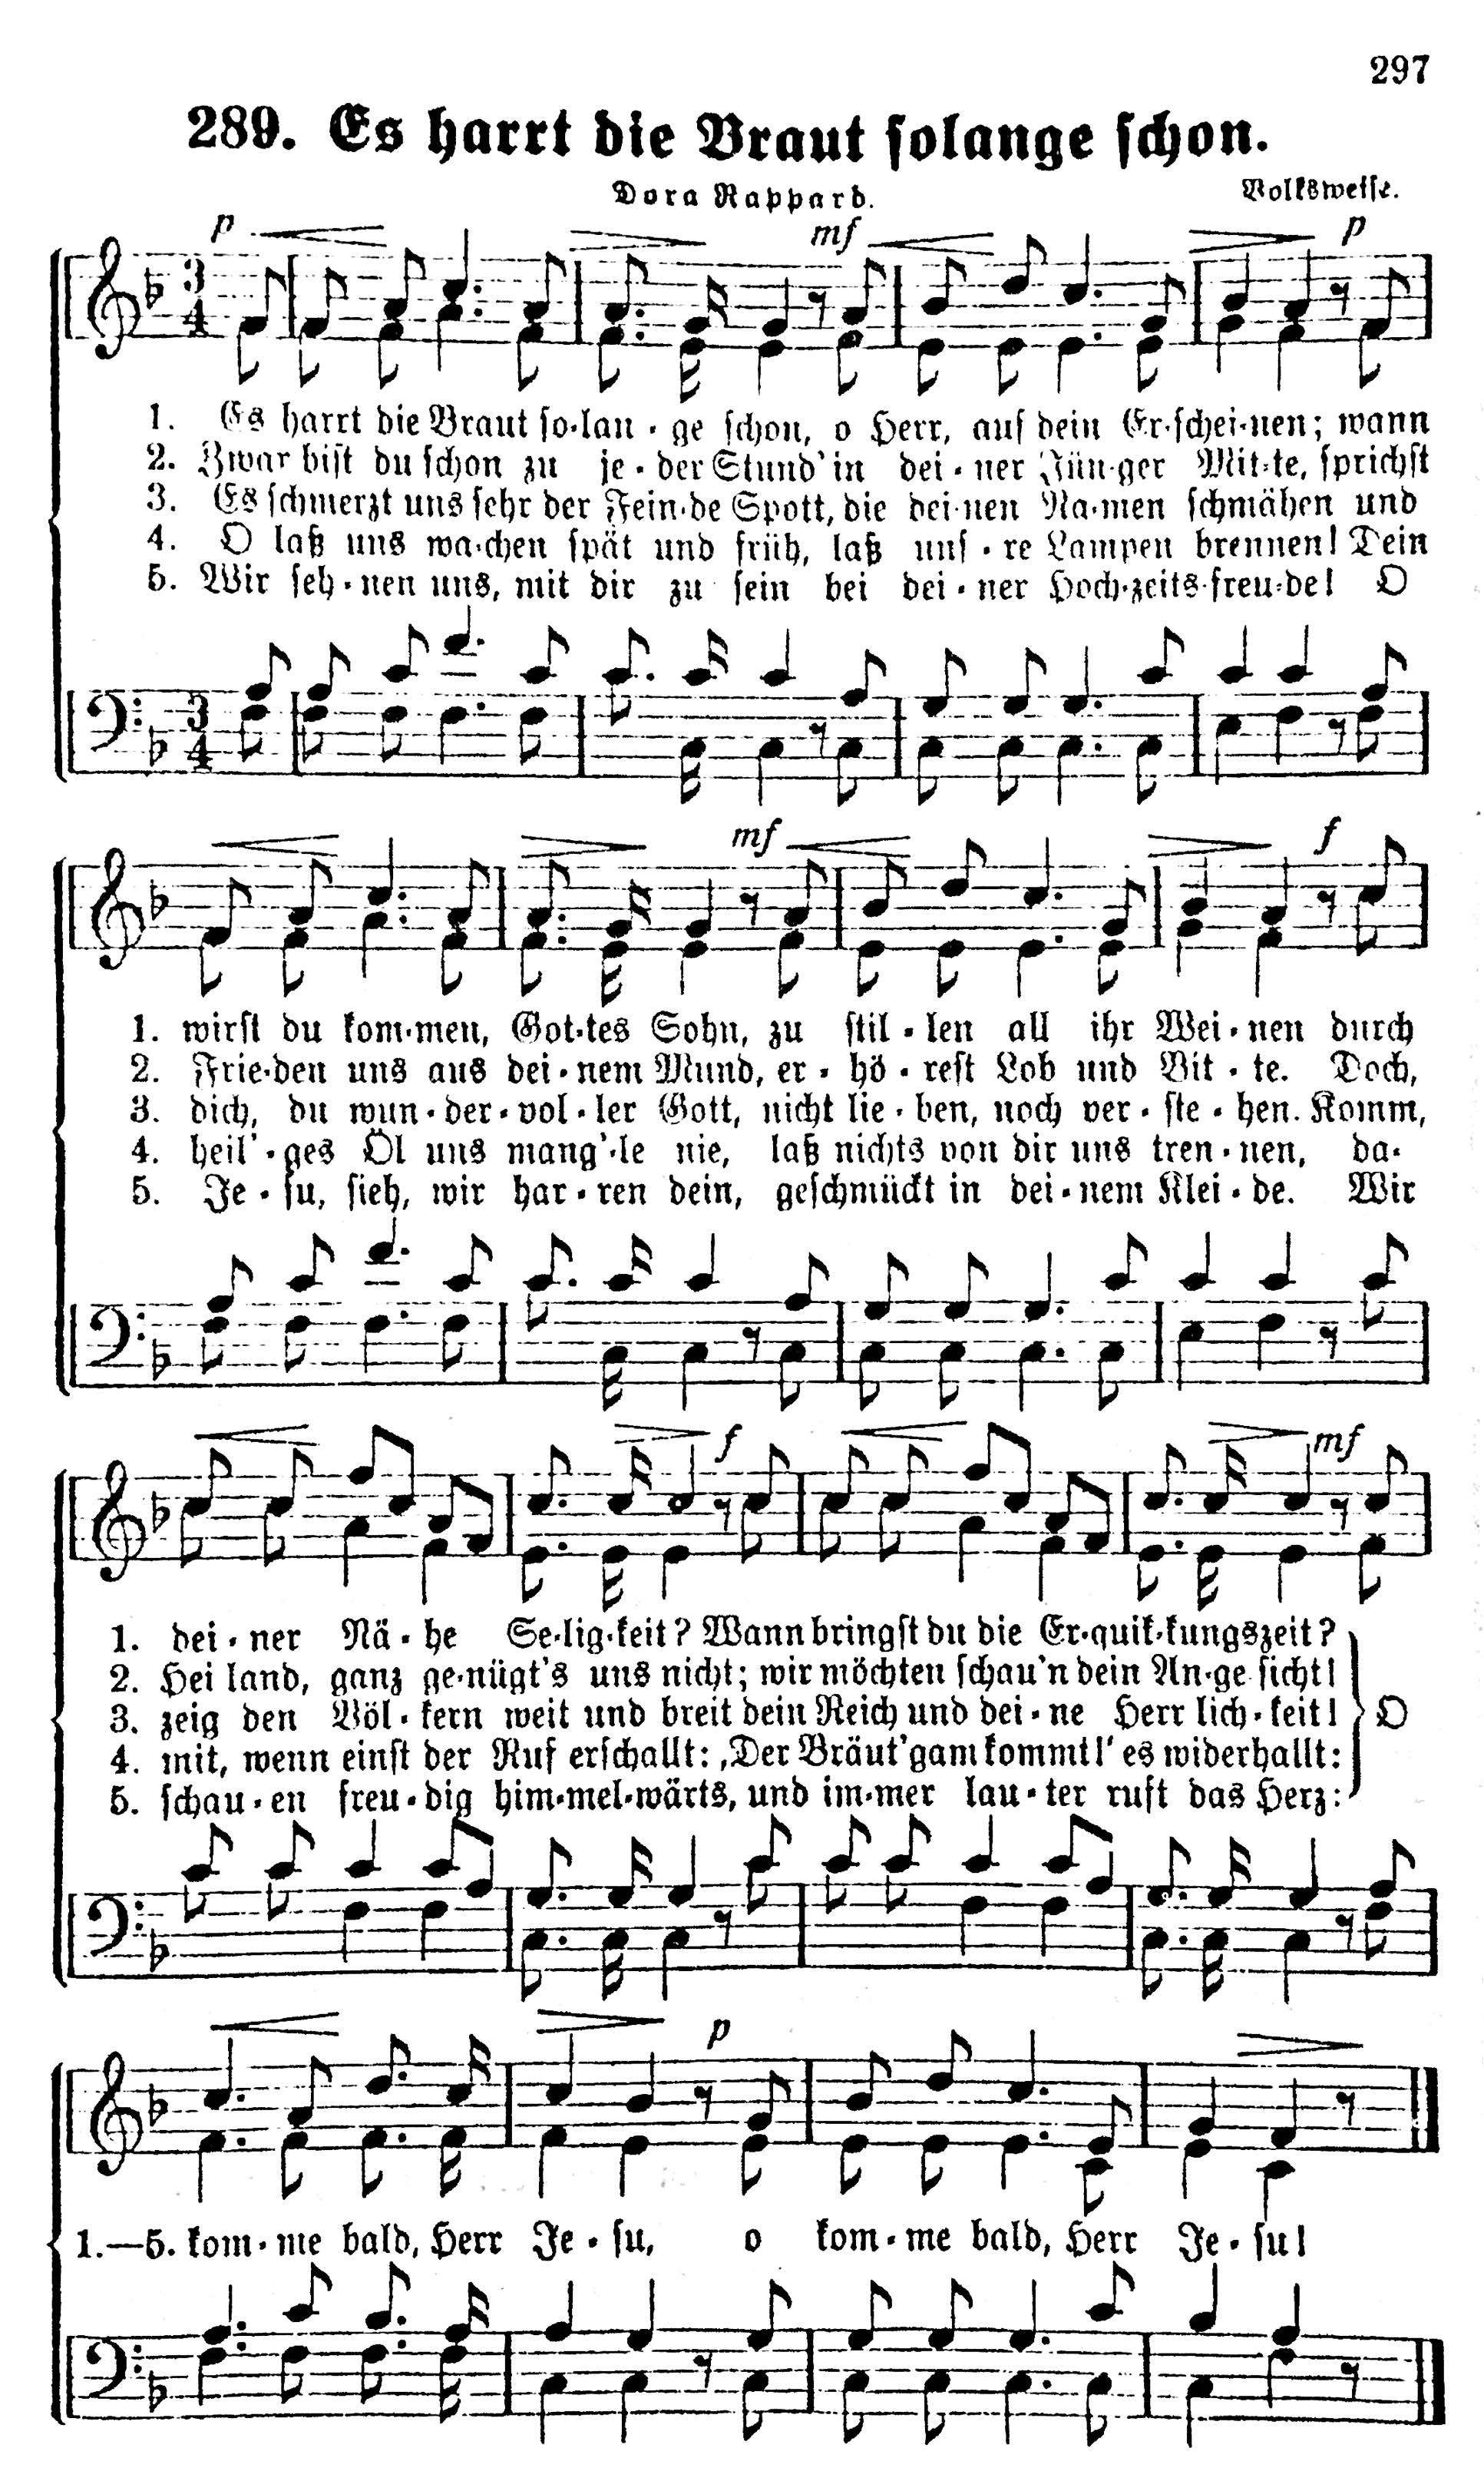 297
289. Es harrt die Braut solange schon.
Dora Rappard.
Volksweise.
p mf p
3/4
1. Es harrt die Braut so-lan-ge schon, o Herr, auf dein Er-schei-nen; wann
2. Zwar bist du schon zu je-der Stund' in dei-ner Jün-ger Mit-te, sprichst
3. Es schmerzt uns sehr der Fein-de Spott, die dei-nen Na-men schmähen und
4. O laß uns wa-chen spät und früh, laß uns-re Lampen brennen! Dein
5. Wir seh-nen uns, mit dir zu sein bei dei-ner Hoch-zeits-freu-de! O
3/4
mf f
1. wirst du kom-men, Got-tes Sohn, zu stil-len all ihr Wei-nen durch
2. Frie-den uns aus dei-nem Mund, er-hö-rest Lob und Bit-te. Doch,
3. dich, du wun-der-vol-ler Gott, nicht lie-ben, noch ver-ste-hen. Komm,
4. heil'-ges Öl uns mang'-le nie, laß nichts von dir uns tren-nen, da-
5. Je-su, sieh, wir har-ren dein, geschmückt in dei-nem Klei-de. Wir
f mf
1. dei-ner Nä-he Se-lig-keit? Wann bringst du die Er-quik-kungszeit?
2. Hei land, ganz ge-nügt's uns nicht; wir möchten schau'n dein An-ge sicht!
3. zeig den Völ-kern weit und breit dein Reich und dei-ne Herr lich-keit! O
4. mit, wenn einst der Ruf erschallt: ‚Der Bräut'gam kommt!' es widerhallt:
5. schau-en freu-dig him-mel-wärts, und im-mer lau-ter ruft das Herz:
p
1.—5. kom-me bald, Herr Je-su, o kom-me bald, Herr Je-su!